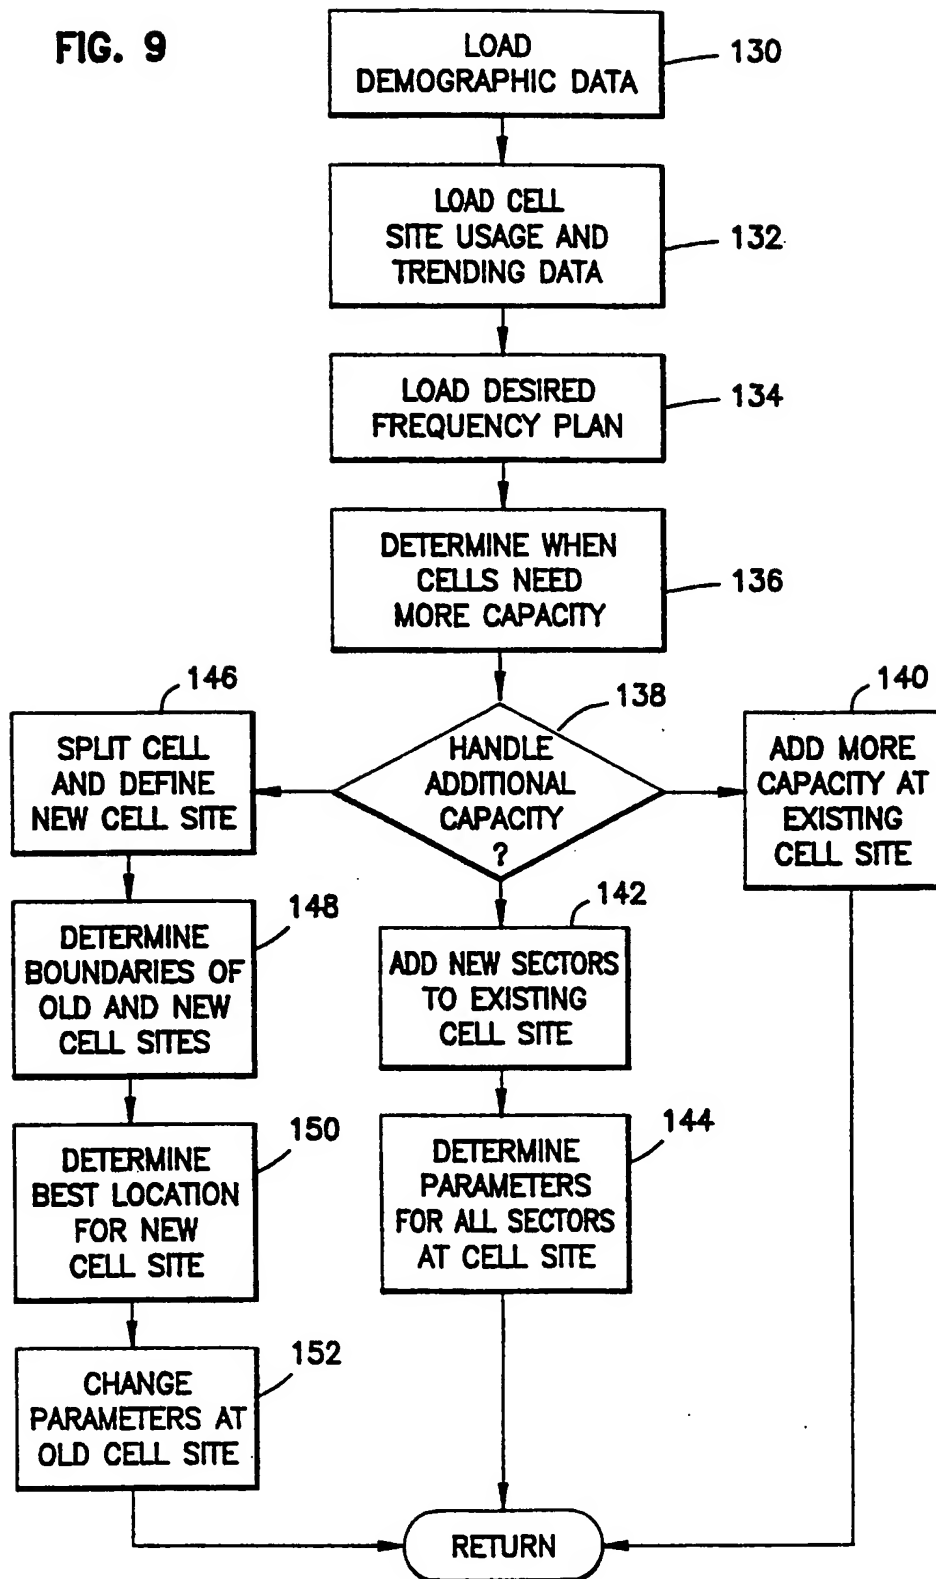 FIG. 9
LOAD
DEMOGRAPHIC DATA
130
LOAD CELL
SITE USAGE AND
TRENDING DATA
132
LOAD DESIRED
FREQUENCY PLAN
134
DETERMINE WHEN
CELLS NEED
MORE CAPACITY
136
HANDLE
ADDITIONAL
CAPACITY
?
138
146
SPLIT CELL
AND DEFINE
NEW CELL SITE
148
DETERMINE
BOUNDARIES OF
OLD AND NEW
CELL SITES
150
DETERMINE
BEST LOCATION
FOR NEW
CELL SITE
152
CHANGE
PARAMETERS AT
OLD CELL SITE
142
ADD NEW SECTORS
TO EXISTING
CELL SITE
144
DETERMINE
PARAMETERS
FOR ALL SECTORS
AT CELL SITE
140
ADD MORE
CAPACITY AT
EXISTING
CELL SITE
RETURN